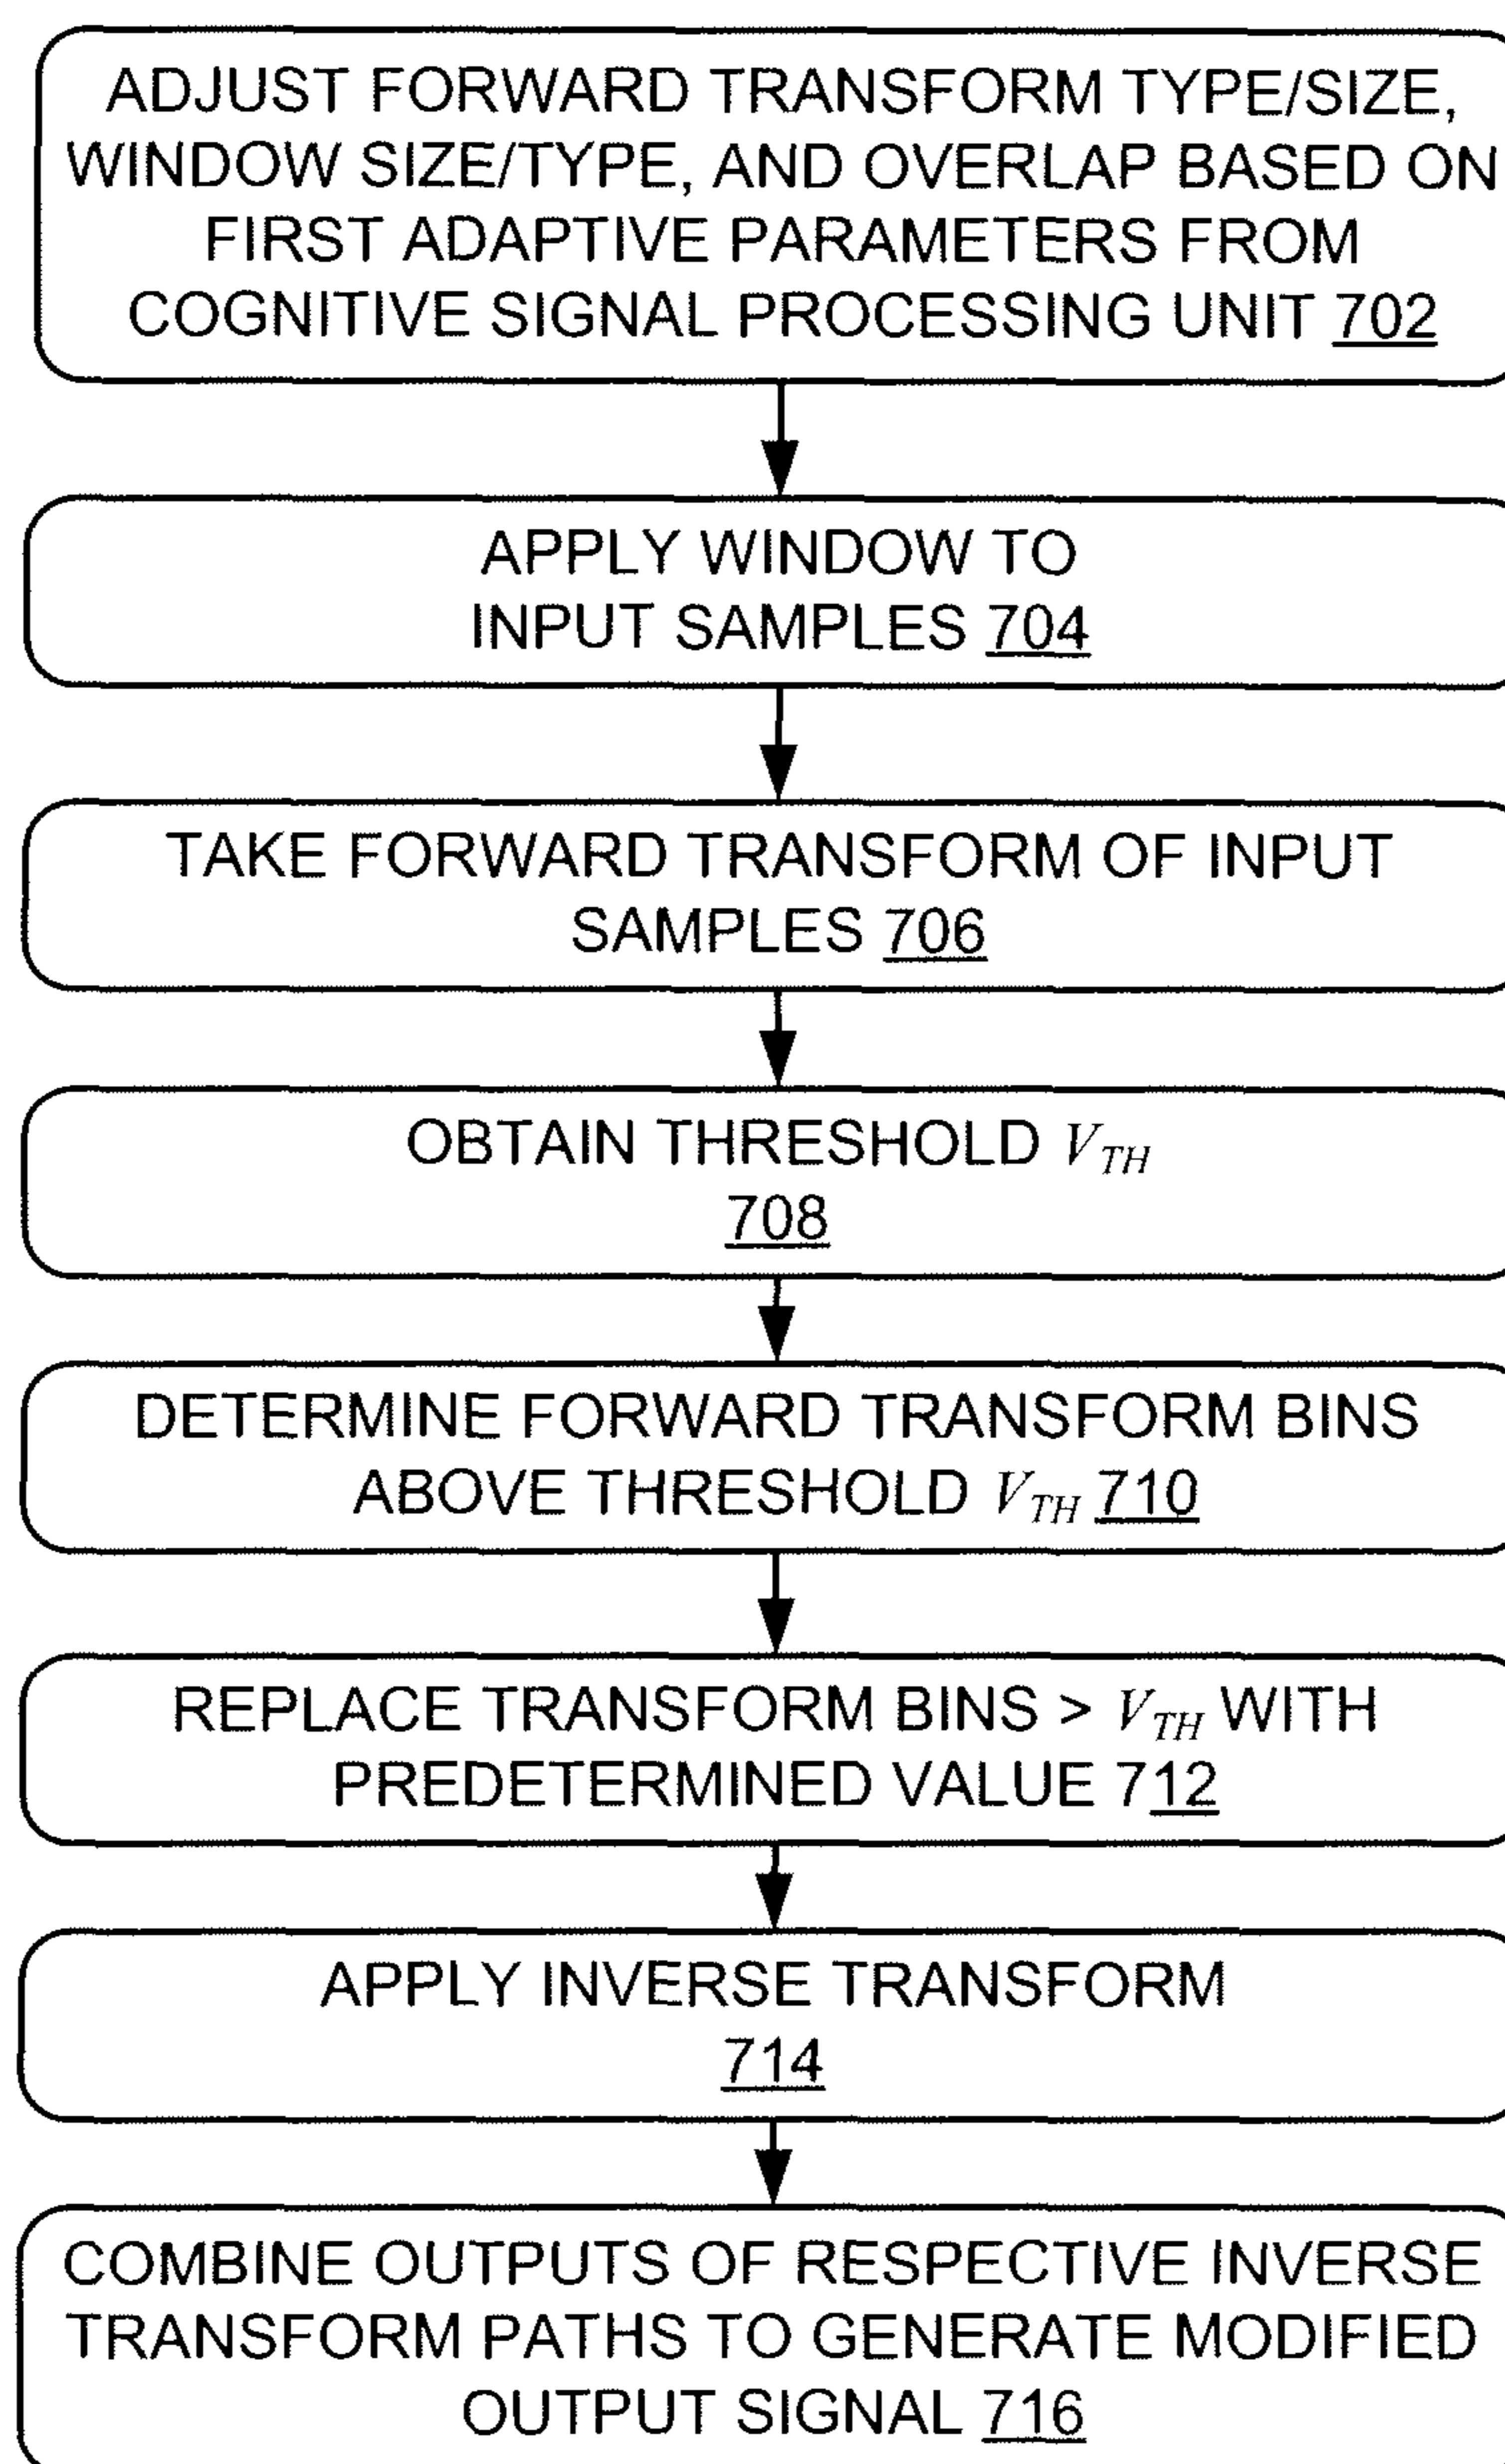 ADJUST FORWARD TRANSFORM TYPE/SIZE,
WINDOW SIZE/TYPE, AND OVERLAP BASED ON
FIRST ADAPTIVE PARAMETERS FROM
COGNITIVE SIGNAL PROCESSING UNIT 702
APPLY WINDOW TO
INPUT SAMPLES 704
TAKE FORWARD TRANSFORM OF INPUT
SAMPLES 706
OBTAIN THRESHOLD V_TH
708
DETERMINE FORWARD TRANSFORM BINS
ABOVE THRESHOLD V_TH 710
REPLACE TRANSFORM BINS > V_TH WITH
PREDETERMINED VALUE 712
APPLY INVERSE TRANSFORM
714
COMBINE OUTPUTS OF RESPECTIVE INVERSE
TRANSFORM PATHS TO GENERATE MODIFIED
OUTPUT SIGNAL 716